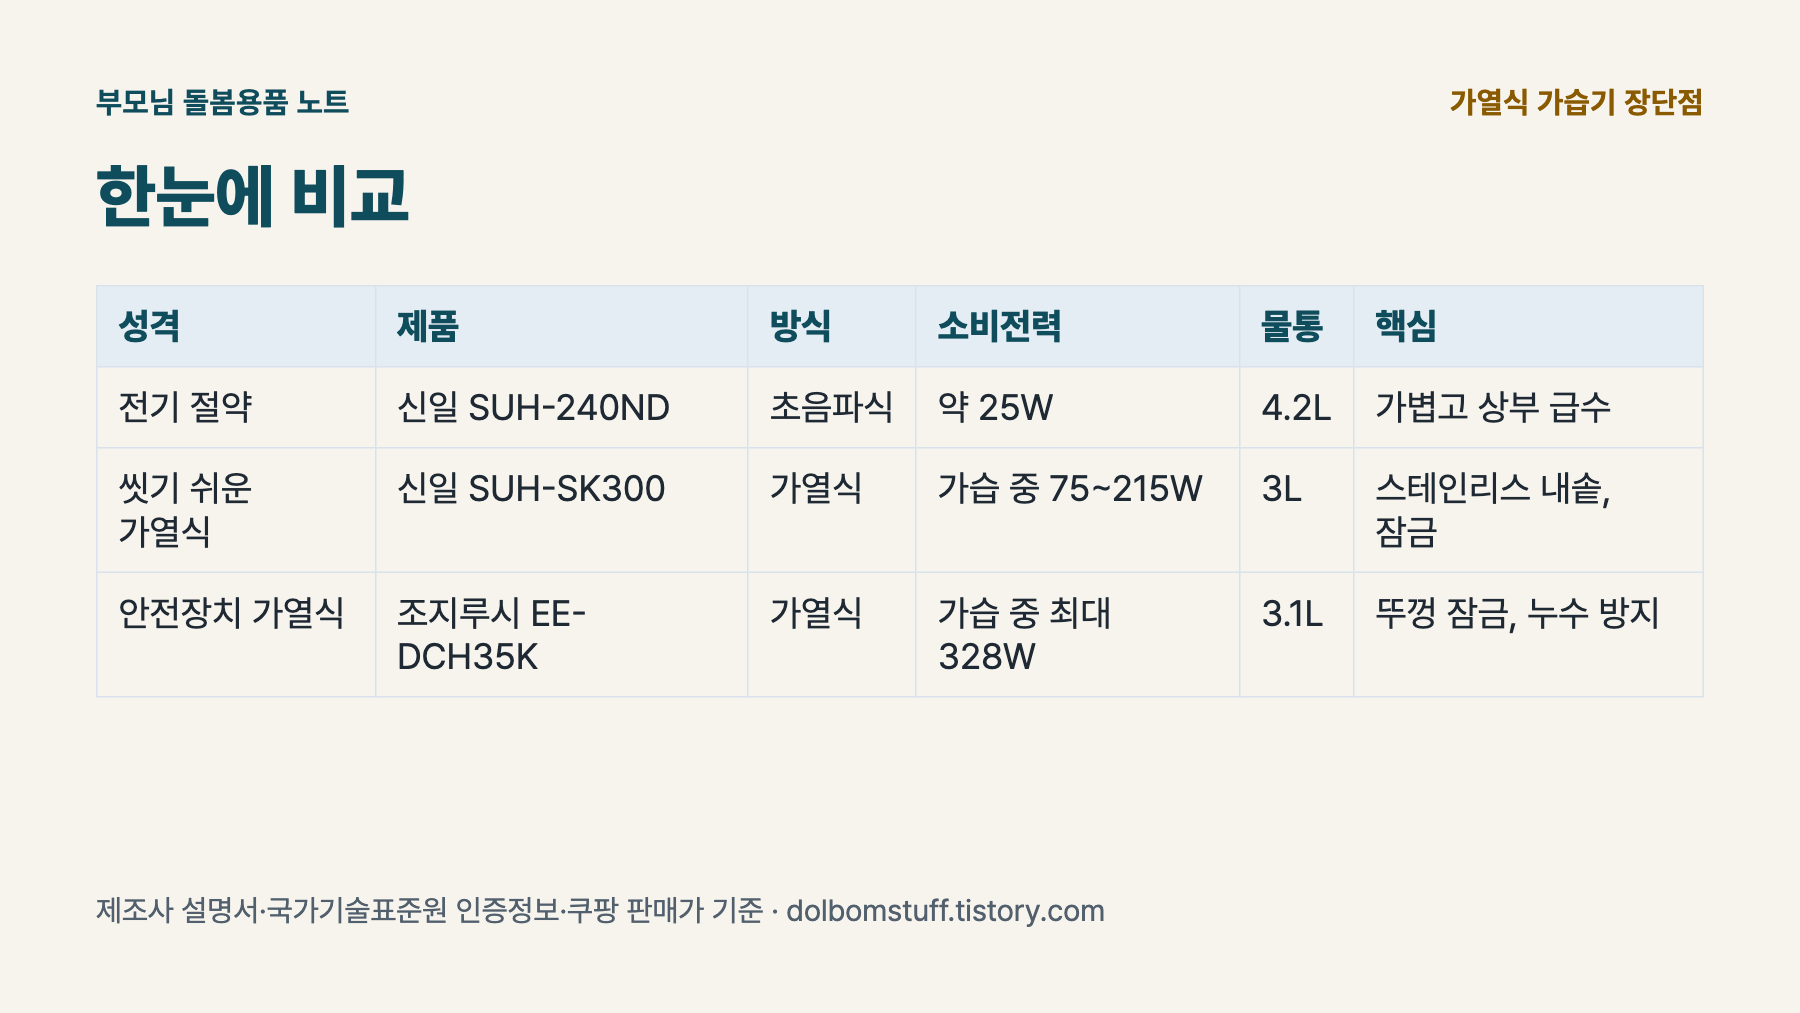 부모님 돌봄용품 노트
가열식 가습기 장단점
한눈에 비교
성격 제품 방식 소비전력 물통 핵심
전기 절약 신일 SUH-240ND 초음파식 약 25W 4.2L 가볍고 상부 급수
씻기 쉬운 가열식 신일 SUH-SK300 가열식 가습 중 75~215W 3L 스테인리스 내솥, 잠금
안전장치 가열식 조지루시 EE-DCH35K 가열식 가습 중 최대 328W 3.1L 뚜껑 잠금, 누수 방지
제조사 설명서·국가기술표준원 인증정보·쿠팡 판매가 기준 · dolbomstuff.tistory.com